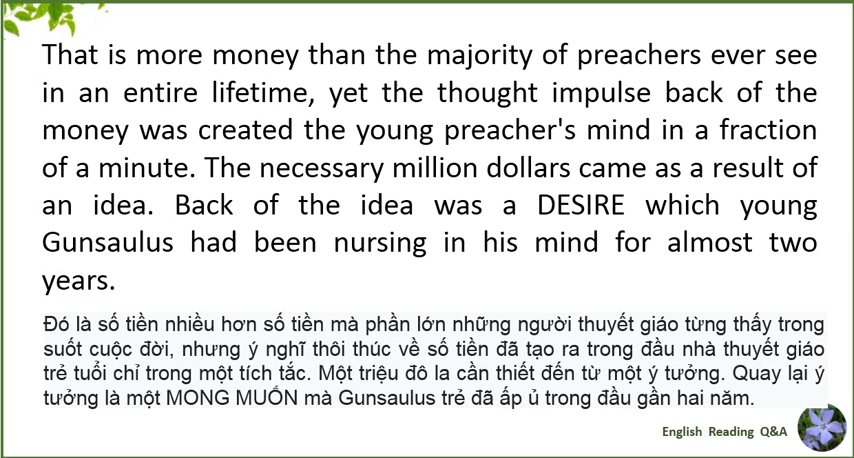 That is more money than the majority of preachers ever see
in an entire lifetime, yet the thought impulse back of the
money was created the young preacher's mind in a fraction
of a minute. The necessary million dollars came as a result of
an idea. Back of the idea was a DESIRE which young
Gunsaulus had been nursing in his mind for almost two
years.
Đó là số tiền nhiều hơn số tiền mà phần lớn những người thuyết giáo từng thấy trong
suốt cuộc đời, nhưng ý nghĩ thôi thúc về số tiền đã tạo ra trong đầu nhà thuyết giáo
trẻ tuổi chỉ trong một tích tắc. Một triệu đô la cần thiết đến từ một ý tưởng. Quay lại ý
tưởng là một MONG MUỐN mà Gunsaulus trẻ đã ấp ủ trong đầu gần hai năm.
English Reading Q&A